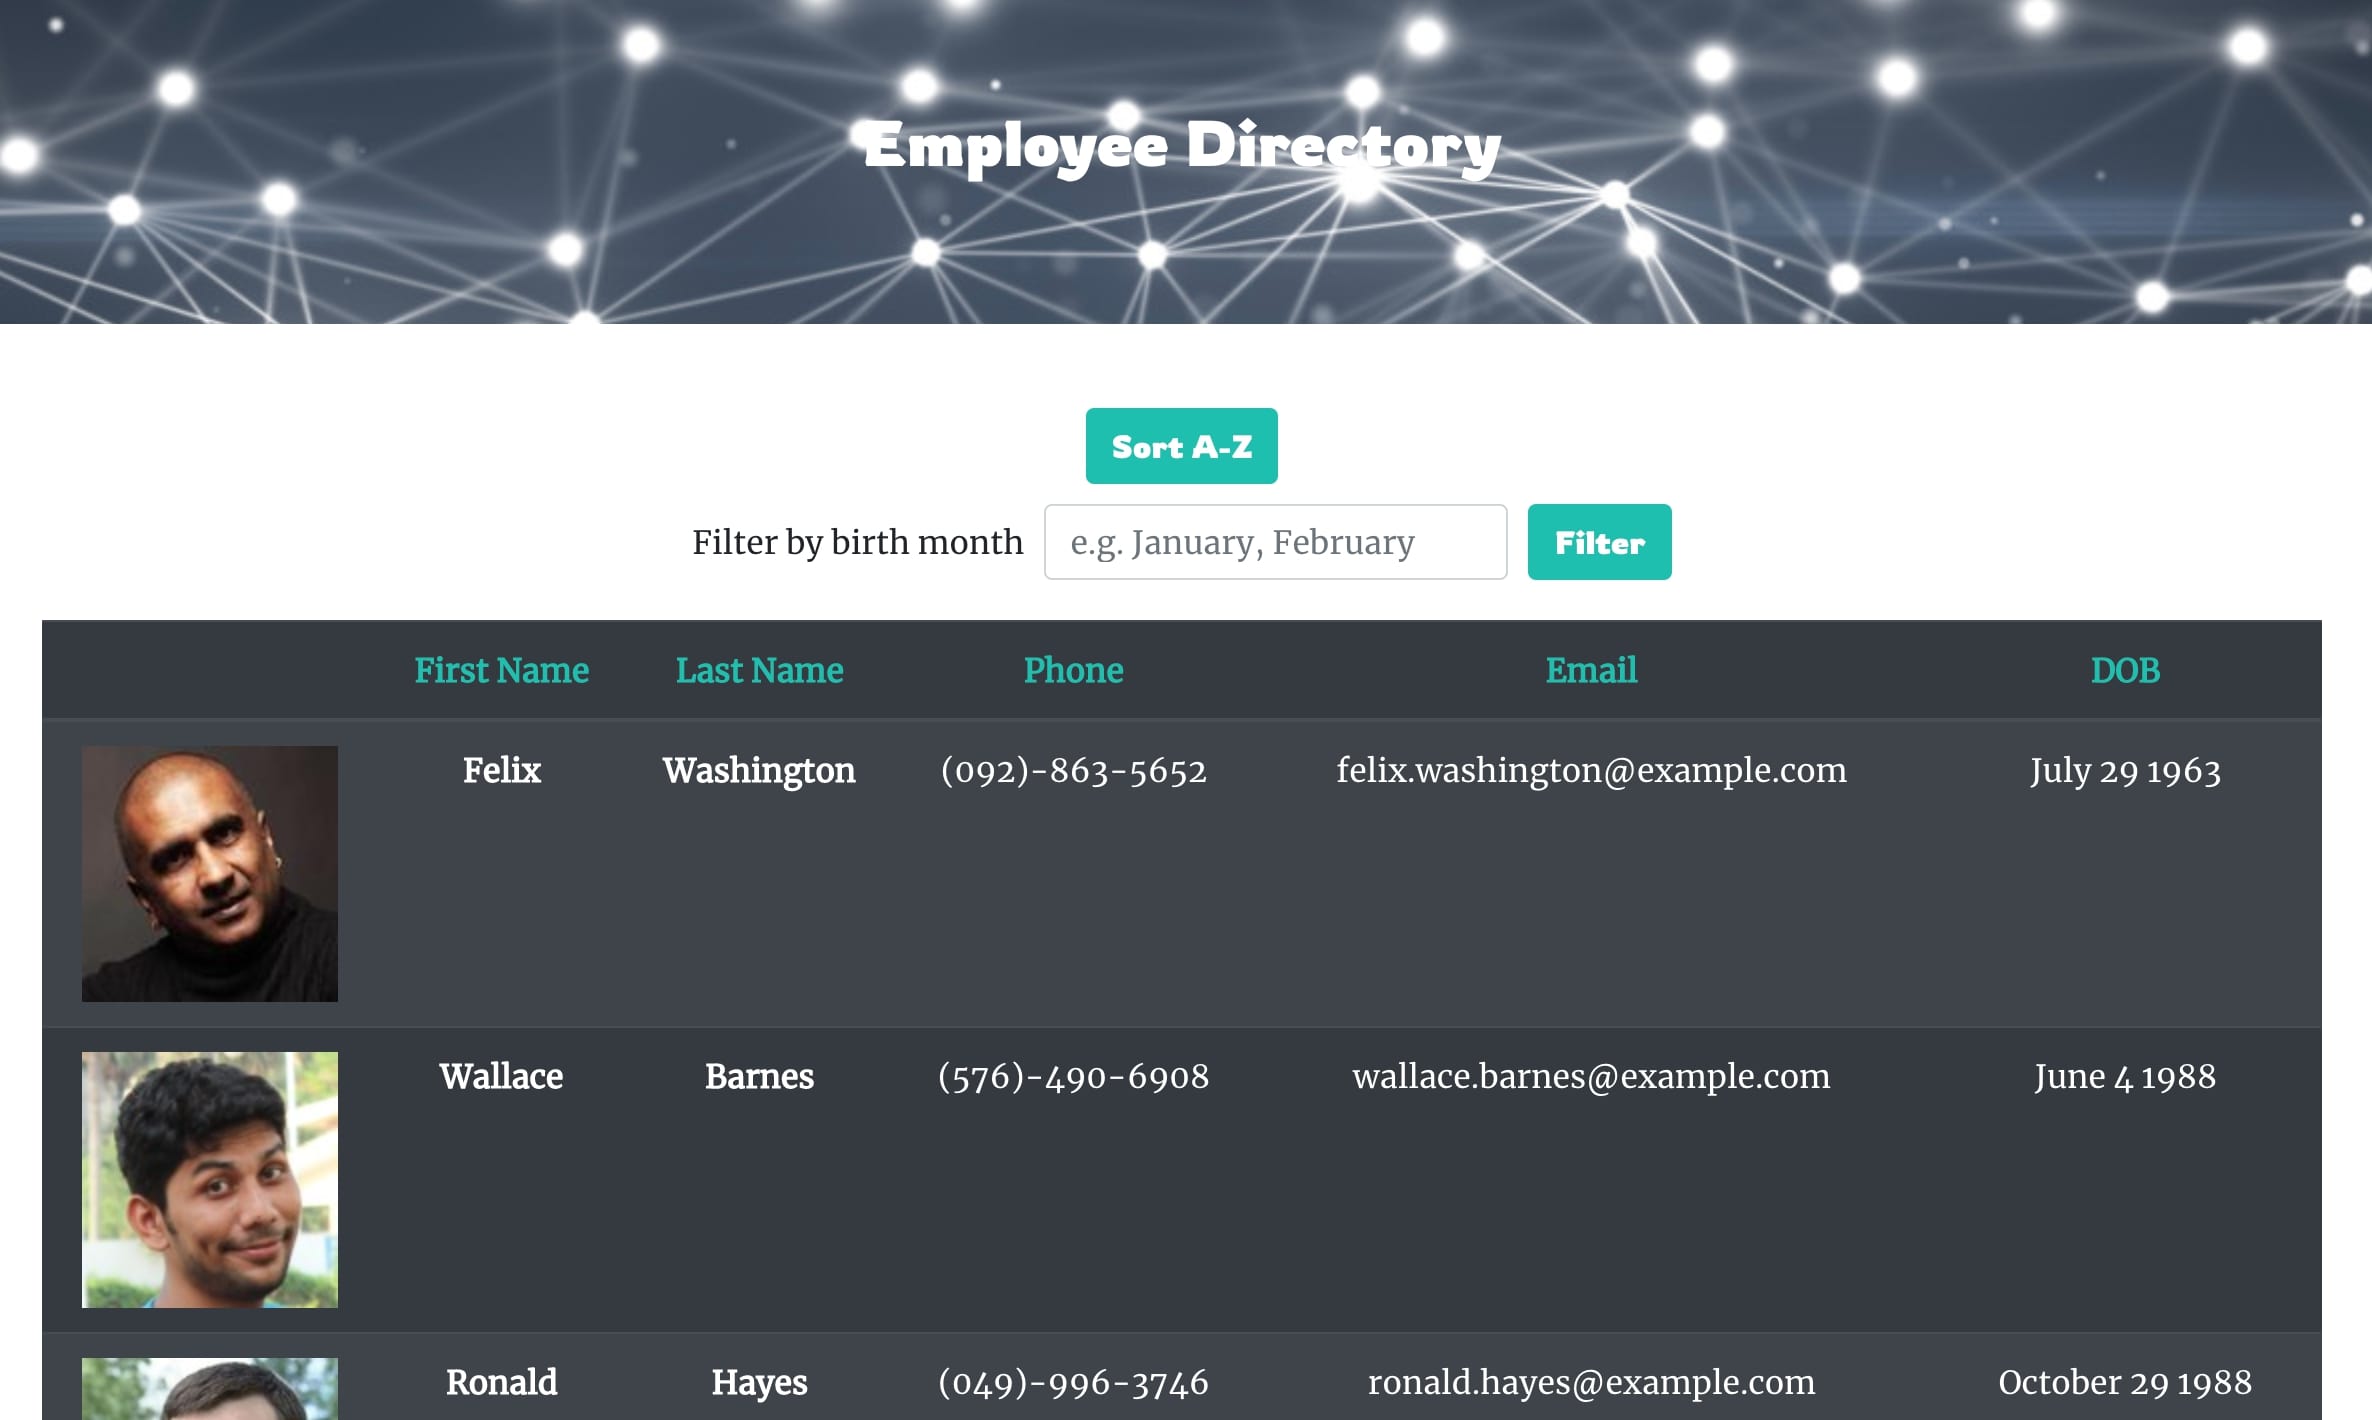 Employee Directory
Sort A-Z
Filter by birth month e.g. January, February Filter
First Name Last Name Phone Email DOB
Felix Washington (092)-863-5652 felix.washington@example.com July 29 1963
Wallace Barnes (576)-490-6908 wallace.barnes@example.com June 4 1988
Ronald Hayes (049)-996-3746 ronald.hayes@example.com October 29 1988